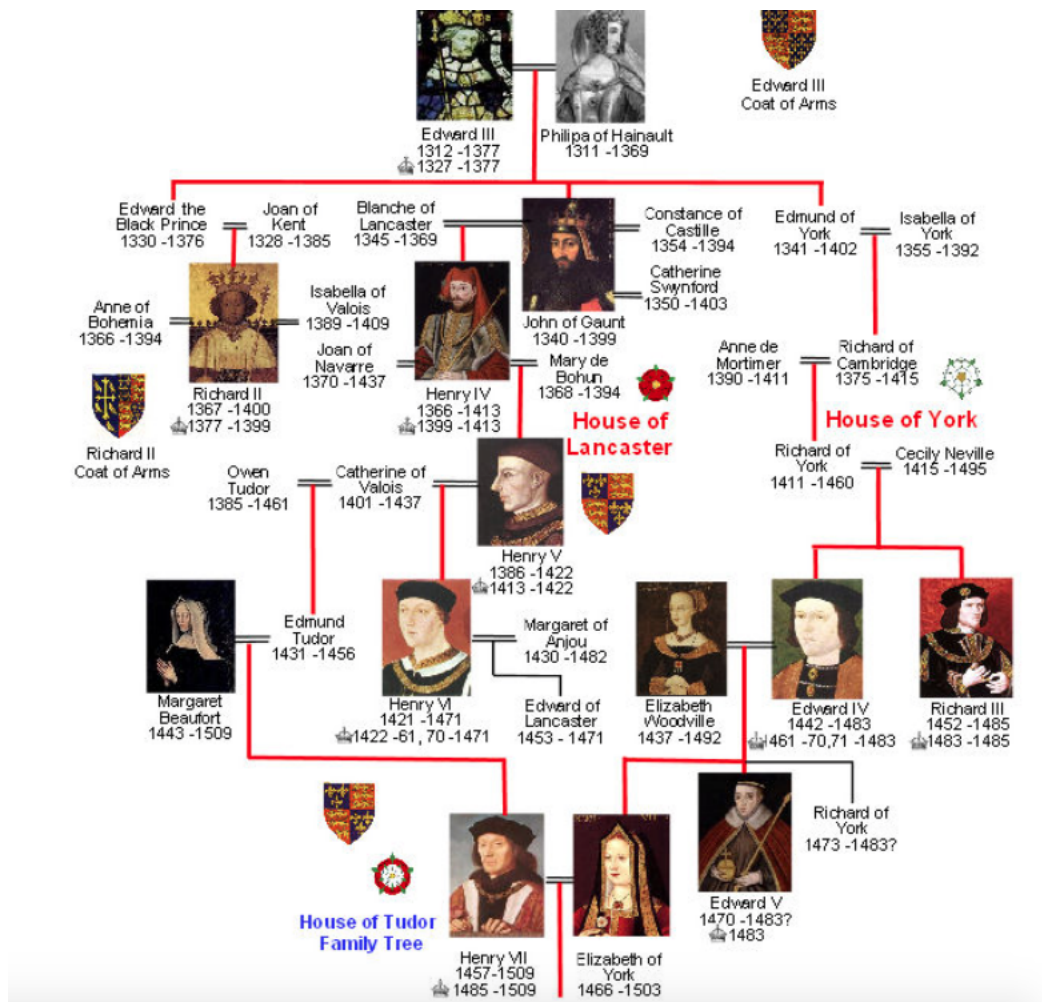 Edward III
Coat of Arms
Edward III
1312 -1377
1327 -1377
Philipa of Hainault
1311 -1369
Edward the
Black Prince
1330 -1376
Joan of
Kent
1328 -1385
Blanche of
Lancaster
1345 -1369
Constance of
Castille
1354 -1394
Edmund of
York
1341 -1402
Isabella of
York
1355 -1392
Catherine
Swynford
1350 -1403
Anne of
Bohemia
1366 -1394
Isabella of
Valois
1389 -1409
John of Gaunt
1340 -1399
Joan of
Navarre
1370 -1437
Mary de
Bohun
1368 -1394
Anne de
Mortimer
1390 -1411
Richard of
Cambridge
1375 -1415
Richard II
1367 -1400
1377 -1399
Henry IV
1366 -1413
1399 -1413
House of
Lancaster
House of York
Richard II
Coat of Arms
Owen
Tudor
1385 -1461
Catherine of
Valois
1401 -1437
Richard of
York
1411 -1460
Cecily Neville
1415 -1495
Henry V
1386 -1422
1413 -1422
Edmund
Tudor
1431 -1456
Margaret of
Anjou
1430 -1482
Margaret
Beaufort
1443 -1509
Henry VI
1421 -1471
1422 -61, 70 -1471
Edward of
Lancaster
1453 - 1471
Elizabeth
Woodville
1437 -1492
Edward IV
1442 -1483
1461 -70,71 -1483
Richard III
1452 -1485
1483 -1485
Richard of
York
1473 -1483?
Edward V
1470 -1483?
1483
House of Tudor
Family Tree
Henry VII
1457-1509
1485 -1509
Elizabeth of
York
1466 -1503